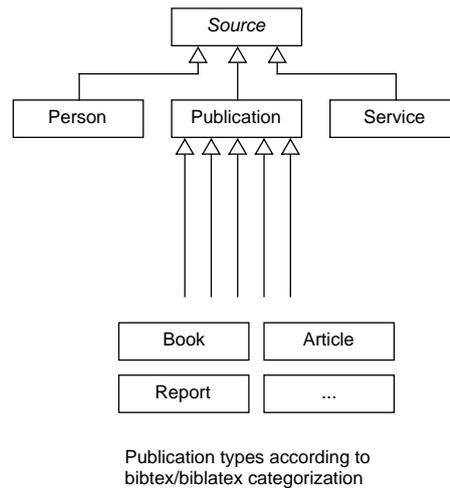 Source
Person
Publication
Service
Book
Article
Report
...
Publication types according to
bibtex/biblatex categorization